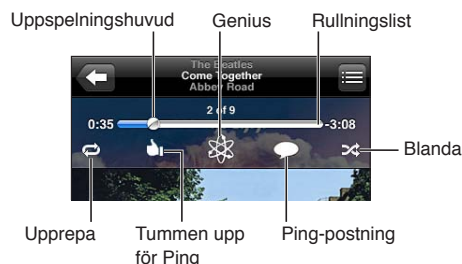 Uppspelningshuvud Genius Rullningslist
The Beatles
Come Together
Abbey Road
2 of 9
0:35 -3:08
Blanda
Upprepa Tummen upp för Ping Ping-postning